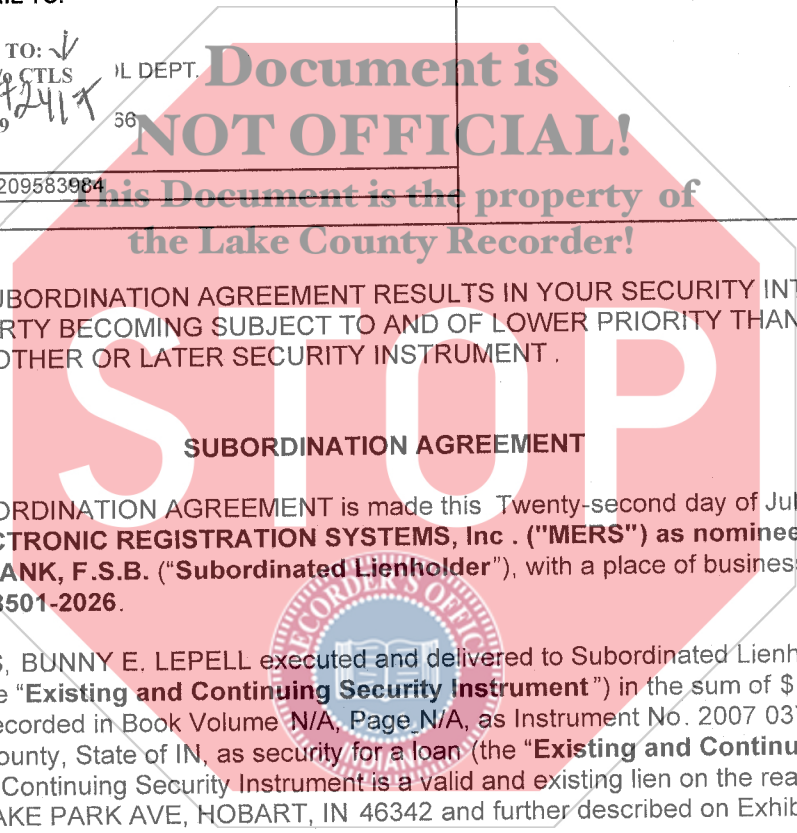 TO:
CTLS
OL DEPT.
Document is
NOT OFFICIAL!
209583984
This Document is the property of
the Lake County Recorder!
UBORDINATION AGREEMENT RESULTS IN YOUR SECURITY INT
RTY BECOMING SUBJECT TO AND OF LOWER PRIORITY THAN
OTHER OR LATER SECURITY INSTRUMENT .
STOP
SUBORDINATION AGREEMENT
ORDINATION AGREEMENT is made this Twenty-second day of Jul
CTRONIC REGISTRATION SYSTEMS, Inc . ("MERS") as nominee
ANK, F.S.B. (“Subordinated Lienholder”), with a place of business
3501-2026.
RECORDER'S OFFICE
S, BUNNY E. LEPELL executed and delivered to Subordinated Lienh
e “Existing and Continuing Security Instrument”) in the sum of $
ecorded in Book Volume N/A, Page N/A, as Instrument No. 2007 03
ounty, State of IN, as security for a loan (the “Existing and Continu
Continuing Security Instrument is a valid and existing lien on the rea
INDIANA
AKE PARK AVE, HOBART, IN 46342 and further described on Exhib